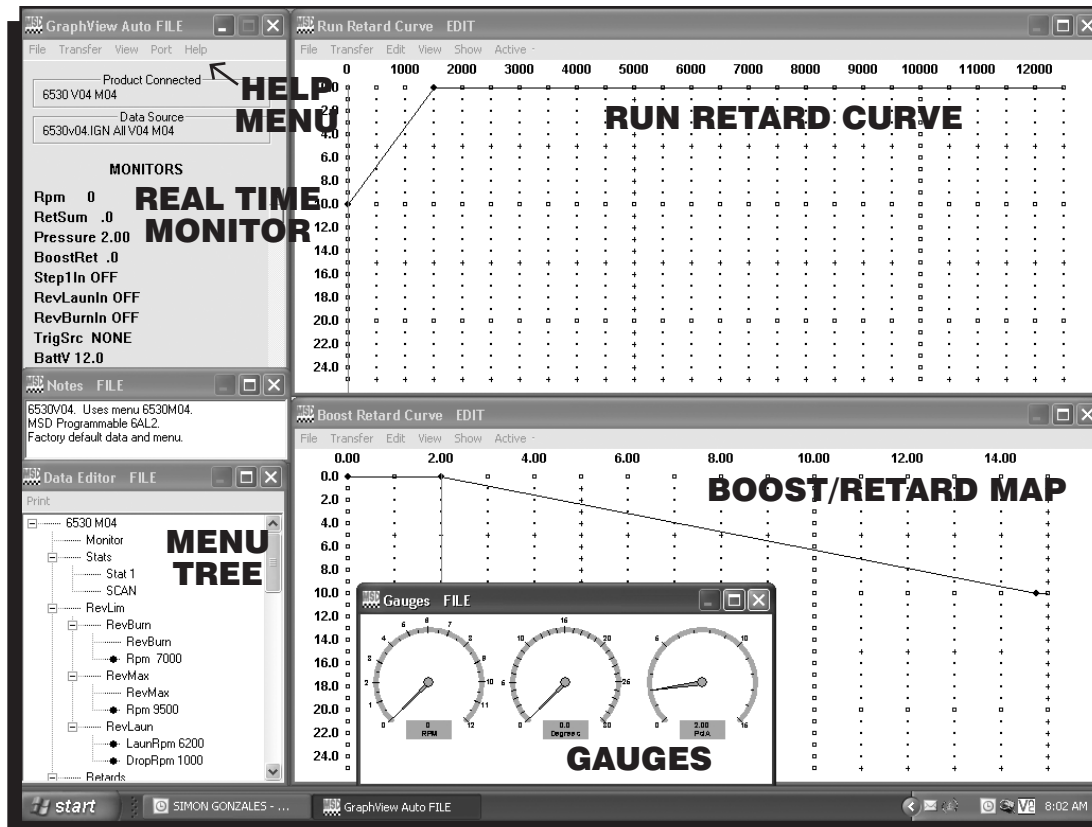 GraphView Auto FILE
File Transfer View Port Help
HELP MENU
Product Connected
6530 V04 M04
Data Source
6530v04.IGN All V04 M04
MONITORS
REAL TIME MONITOR
Rpm 0
RetSum .0
Pressure 2.00
BoostRet .0
Step1In OFF
RevLaunIn OFF
RevBurnIn OFF
TrigSrc NONE
BattV 12.0
Notes FILE
6530V04. Uses menu 6530M04.
MSD Programmable 6AL2.
Factory default data and menu.
Data Editor FILE
Print
MENU TREE
6530 M04
Monitor
Stats
Stat 1
SCAN
RevLim
RevBurn
RevBurn
Rpm 7000
RevMax
RevMax
Rpm 9500
RevLaun
LaunRpm 6200
DropRpm 1000
Retards
Run Retard Curve EDIT
File Transfer Edit View Show Active -
0 1000 2000 3000 4000 5000 6000 7000 8000 9000 10000 11000 12000
RUN RETARD CURVE
6.0
8.0
10.0
12.0
14.0
16.0
18.0
20.0
22.0
24.0
Boost Retard Curve EDIT
File Transfer Edit View Show Active -
0.00 2.00 4.00 6.00 8.00 10.00 12.00 14.00
BOOST/RETARD MAP
0.0
2.0
4.0
6.0
8.0
10.0
12.0
14.0
16.0
18.0
20.0
22.0
24.0
Gauges FILE
0 RPM
0.0 Degrees
2.00 PsiA
GAUGES
start
SIMON GONZALES - ...
GraphView Auto FILE
8:02 AM